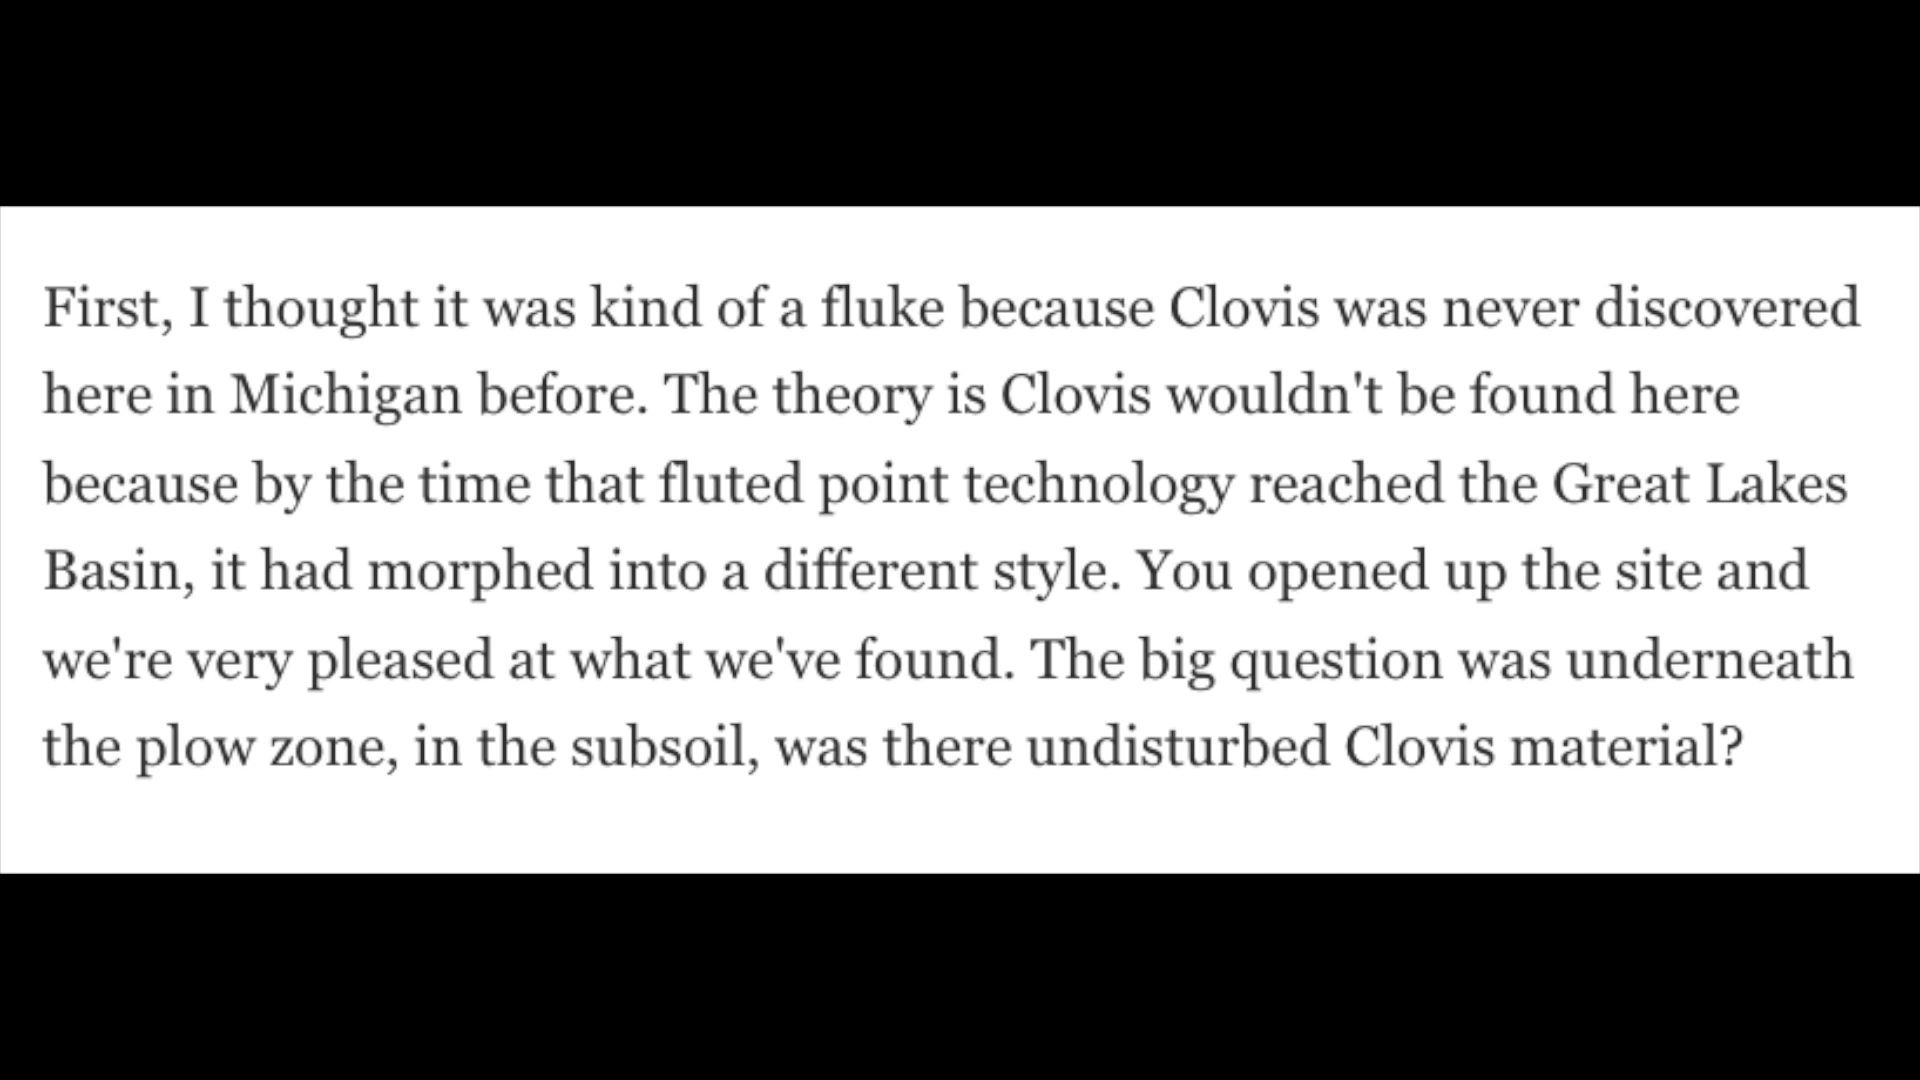 First, I thought it was kind of a fluke because Clovis was never discovered
here in Michigan before. The theory is Clovis wouldn't be found here
because by the time that fluted point technology reached the Great Lakes
Basin, it had morphed into a different style. You opened up the site and
we're very pleased at what we've found. The big question was underneath
the plow zone, in the subsoil, was there undisturbed Clovis material?